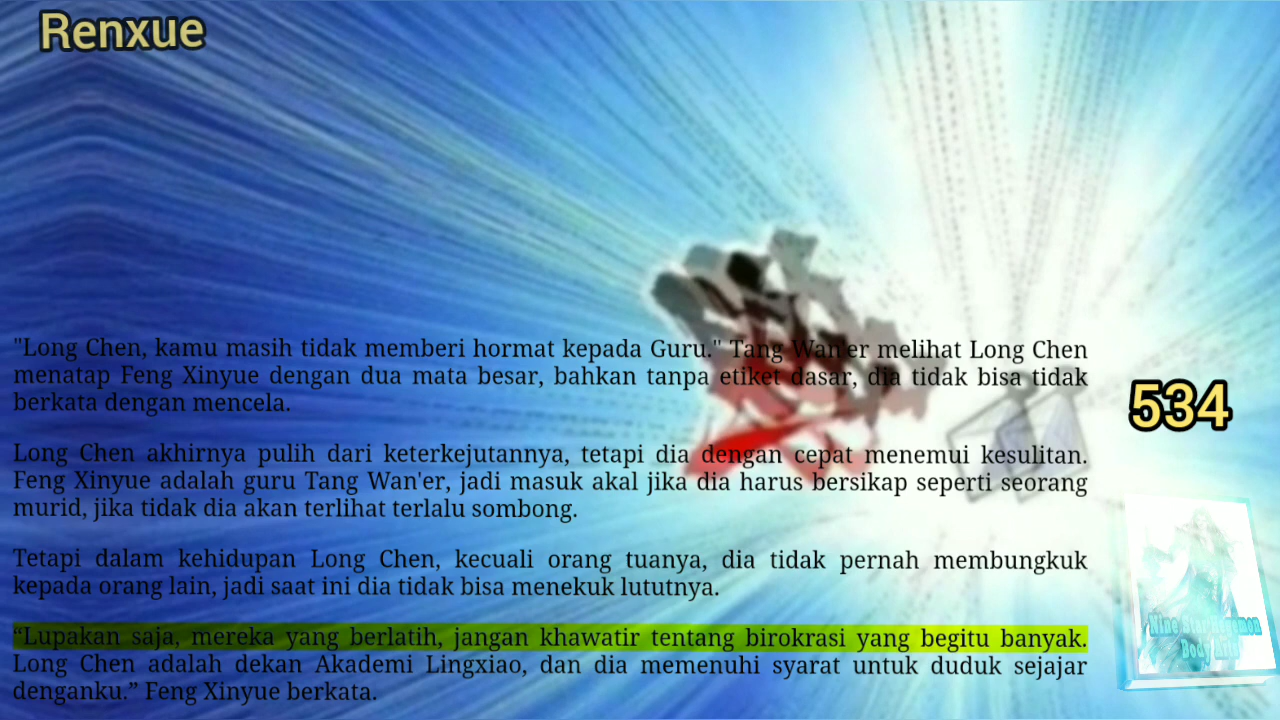 Renxue
"Long Chen, kamu masih tidak memberi hormat kepada Guru." Tang Wan'er melihat Long Chen
menatap Feng Xinyue dengan dua mata besar, bahkan tanpa etiket dasar, dia tidak bisa tidak
berkata dengan mencela.
Long Chen akhirnya pulih dari keterkejutannya, tetapi dia dengan cepat menemui kesulitan.
Feng Xinyue adalah guru Tang Wan'er, jadi masuk akal jika dia harus bersikap seperti seorang
murid, jika tidak dia akan terlihat terlalu sombong.
534
Tetapi dalam kehidupan Long Chen, kecuali orang tuanya, dia tidak pernah membungkuk
kepada orang lain, jadi saat ini dia tidak bisa menekuk lututnya.
“Lupakan saja, mereka yang berlatih, jangan khawatir tentang birokrasi yang begitu banyak.
Long Chen adalah dekan Akademi Lingxiao, dan dia memenuhi syarat untuk duduk sejajar
denganku.” Feng Xinyue berkata.
Nine Star Hegemon
Body Arts